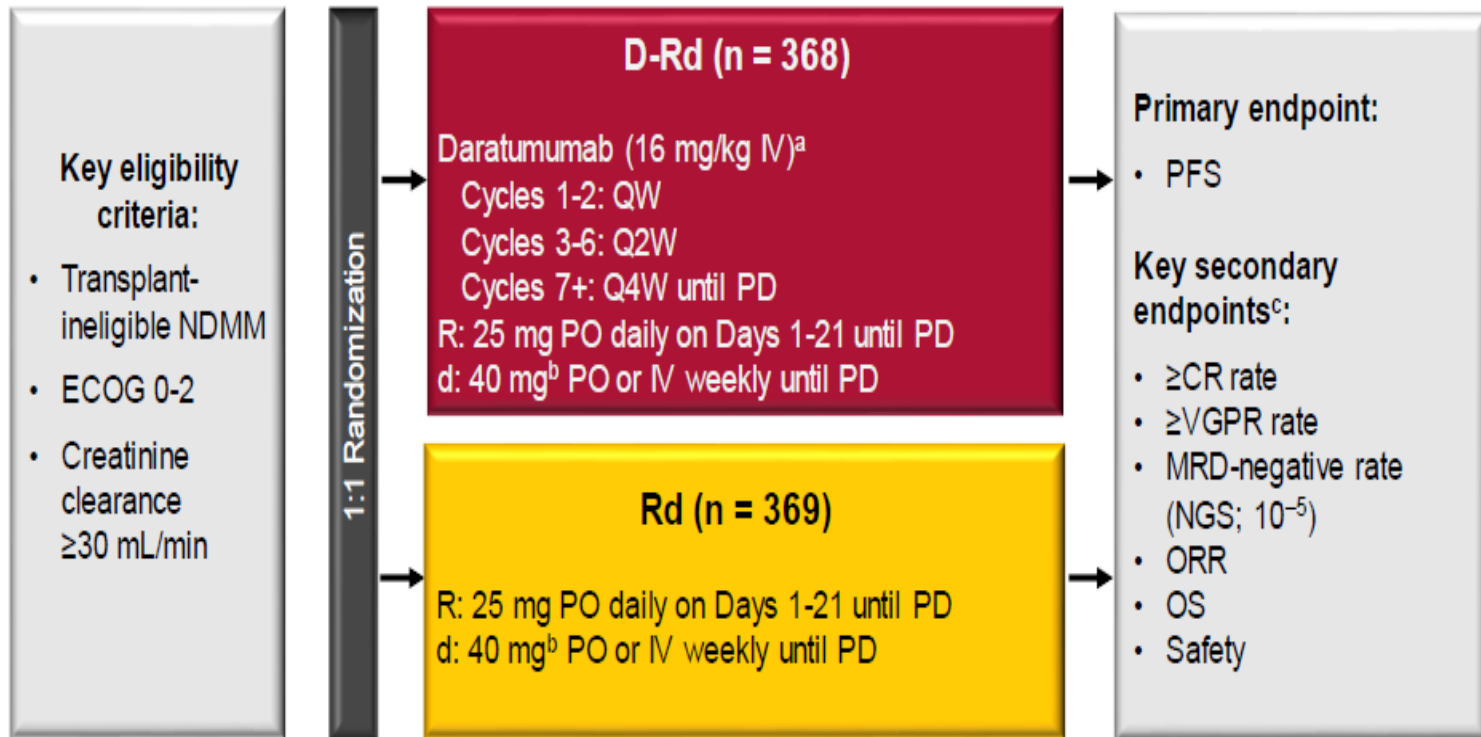 Key eligibility
criteria:
• Transplant-
ineligible NDMM
• ECOG 0-2
• Creatinine
clearance
≥30 mL/min
1:1 Randomization
D-Rd (n = 368)
Daratumumab (16 mg/kg IV)ᵃ
Cycles 1-2: QW
Cycles 3-6: Q2W
Cycles 7+: Q4W until PD
R: 25 mg PO daily on Days 1-21 until PD
d: 40 mgᵇ PO or IV weekly until PD
Rd (n = 369)
R: 25 mg PO daily on Days 1-21 until PD
d: 40 mgᵇ PO or IV weekly until PD
Primary endpoint:
• PFS
Key secondary
endpointsᶜ:
• ≥CR rate
• ≥VGPR rate
• MRD-negative rate
(NGS; 10⁻⁵)
• ORR
• OS
• Safety